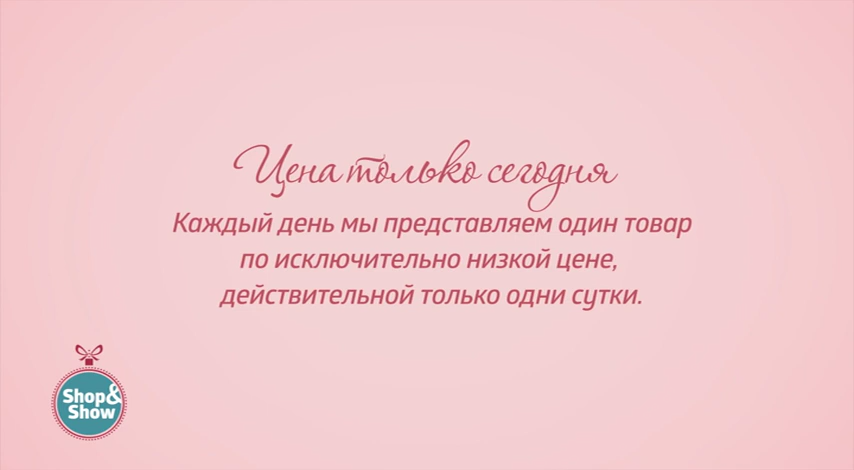 Цена только сегодня
Каждый день мы представляем один товар
по исключительно низкой цене,
действительной только одни сутки.
Shop&
Show